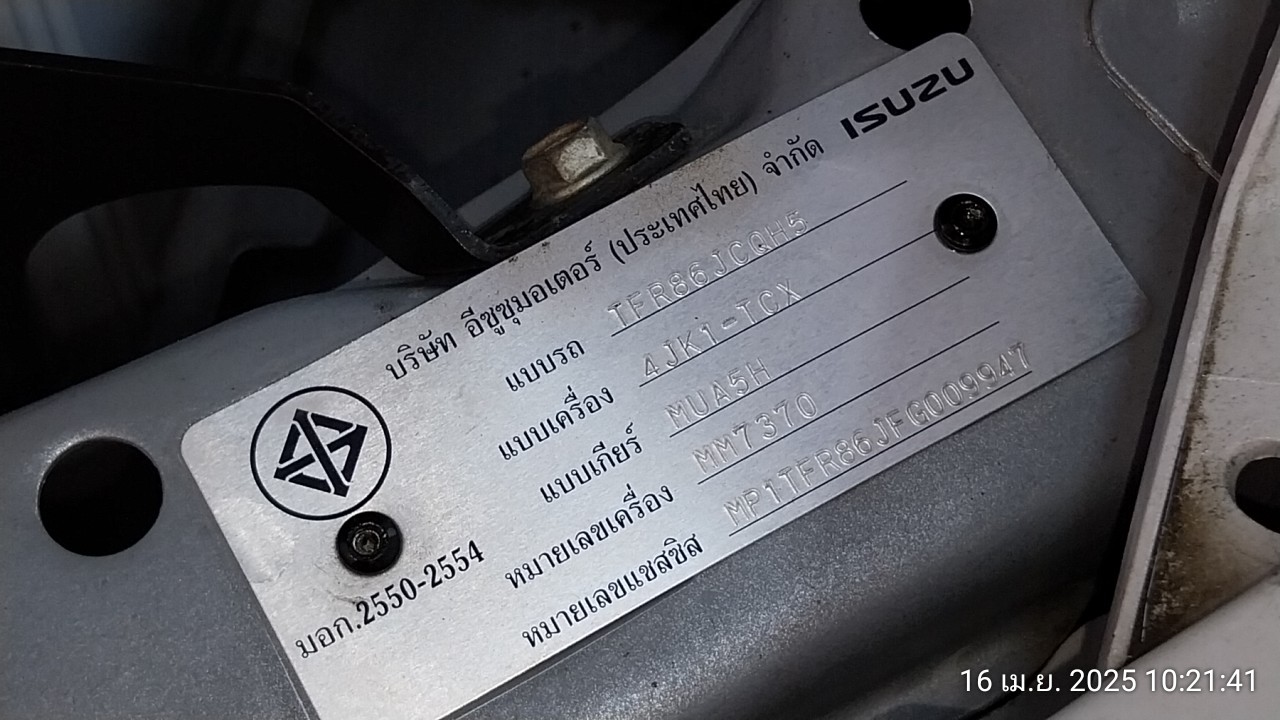 ISUZU
บริษัท อีซูซุมอเตอร์ (ประเทศไทย) จำกัด
แบบรถ TFR86JCQH5
แบบเครื่อง 4JK1-TCX
แบบเกียร์ MUA5H
หมายเลขเครื่อง MM7370
หมายเลขแชสซิส MP1TFR86JFG009947
มอก.2550-2554
16 เม.ย. 2025 10:21:41